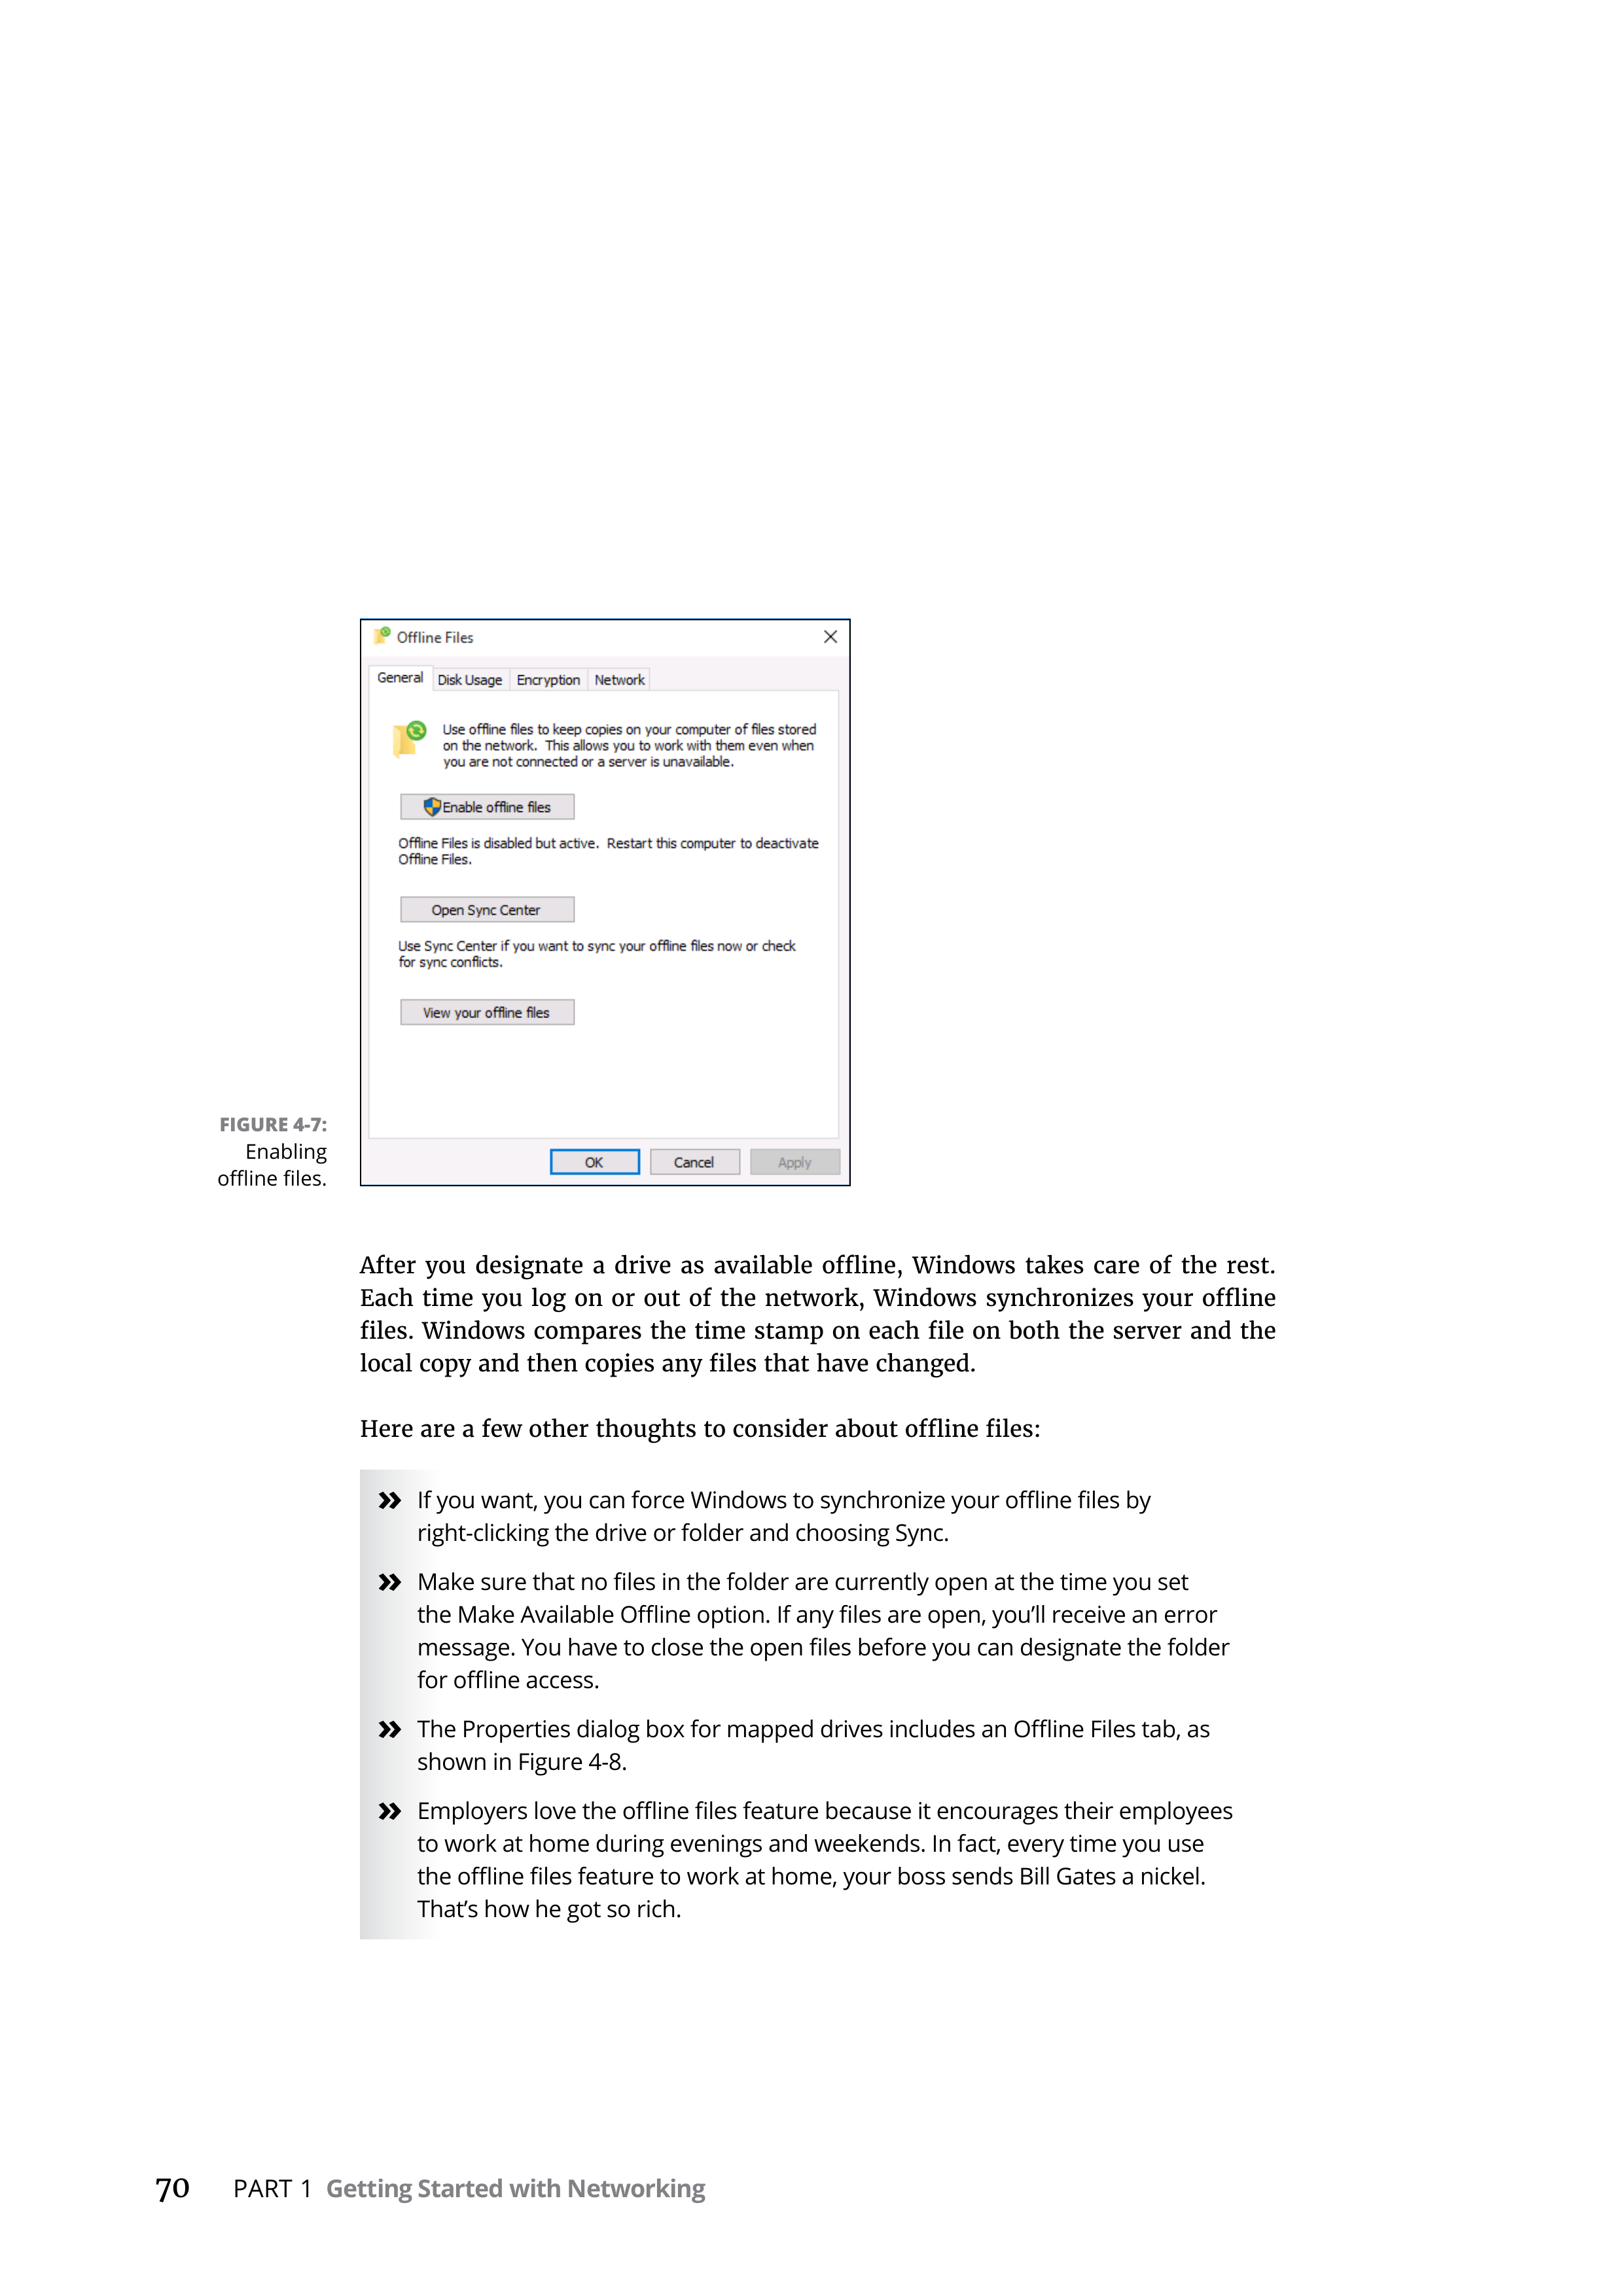 Offline Files
General Disk Usage Encryption Network
Use offline files to keep copies on your computer of files stored
on the network. This allows you to work with them even when
you are not connected or a server is unavailable.
Enable offline files
Offline Files is disabled but active. Restart this computer to deactivate
Offline Files.
Open Sync Center
Use Sync Center if you want to sync your offline files now or check
for sync conflicts.
View your offline files
OK Cancel Apply
FIGURE 4-7:
Enabling
offline files.
After you designate a drive as available offline, Windows takes care of the rest.
Each time you log on or out of the network, Windows synchronizes your offline
files. Windows compares the time stamp on each file on both the server and the
local copy and then copies any files that have changed.
Here are a few other thoughts to consider about offline files:
» If you want, you can force Windows to synchronize your offline files by
right-clicking the drive or folder and choosing Sync.
» Make sure that no files in the folder are currently open at the time you set
the Make Available Offline option. If any files are open, you’ll receive an error
message. You have to close the open files before you can designate the folder
for offline access.
» The Properties dialog box for mapped drives includes an Offline Files tab, as
shown in Figure 4-8.
» Employers love the offline files feature because it encourages their employees
to work at home during evenings and weekends. In fact, every time you use
the offline files feature to work at home, your boss sends Bill Gates a nickel.
That’s how he got so rich.
70 PART 1 Getting Started with Networking